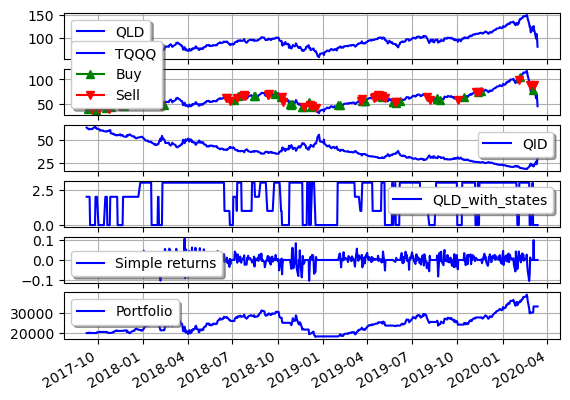 150
QLD
100
TQQQ
Buy
Sell
100
50
50
QID
25
2.5
QLD_with_states
0.0
0.1
0.0
Simple returns
-0.1
Portfolio
30000
20000
2017-10 2018-01 2018-04 2018-07 2018-10 2019-01 2019-04 2019-07 2019-10 2020-01 2020-04